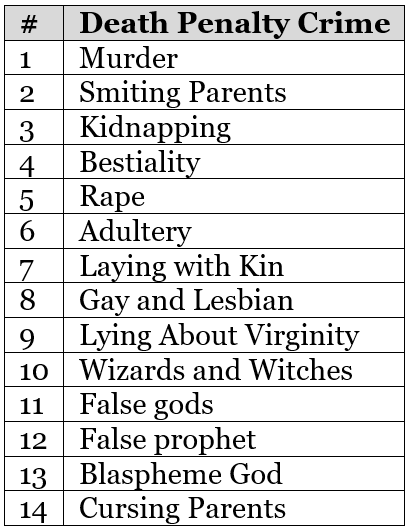 # Death Penalty Crime
1 Murder
2 Smiting Parents
3 Kidnapping
4 Bestiality
5 Rape
6 Adultery
7 Laying with Kin
8 Gay and Lesbian
9 Lying About Virginity
10 Wizards and Witches
11 False gods
12 False prophet
13 Blaspheme God
14 Cursing Parents